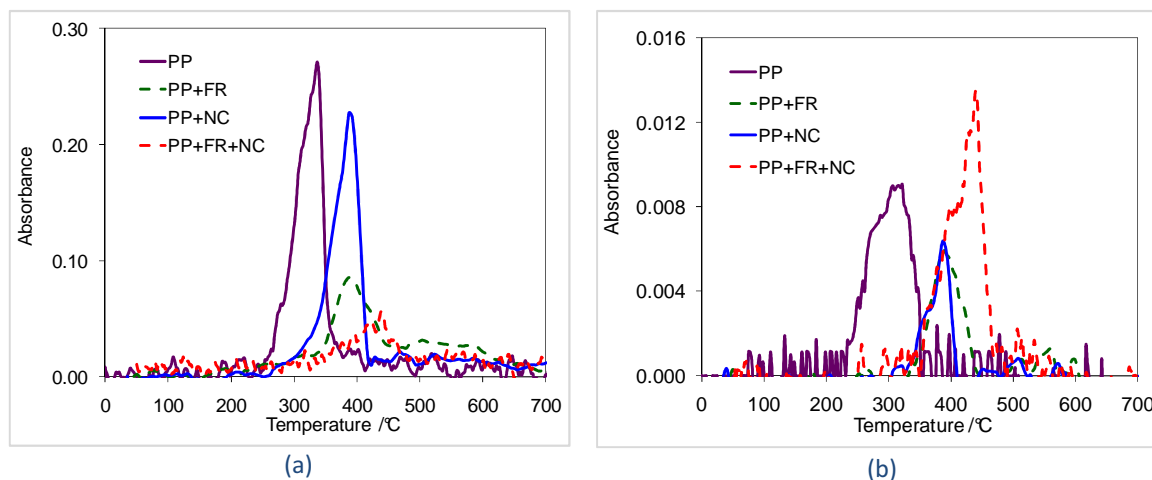 0.30
0.20
0.10
0.00
Absorbance
PP
PP+FR
PP+NC
PP+FR+NC
0 100 200 300 400 500 600 700
Temperature /°C
(a)
0.016
0.012
0.008
0.004
0.000
Absorbance
PP
PP+FR
PP+NC
PP+FR+NC
0 100 200 300 400 500 600 700
Temperature /°C
(b)